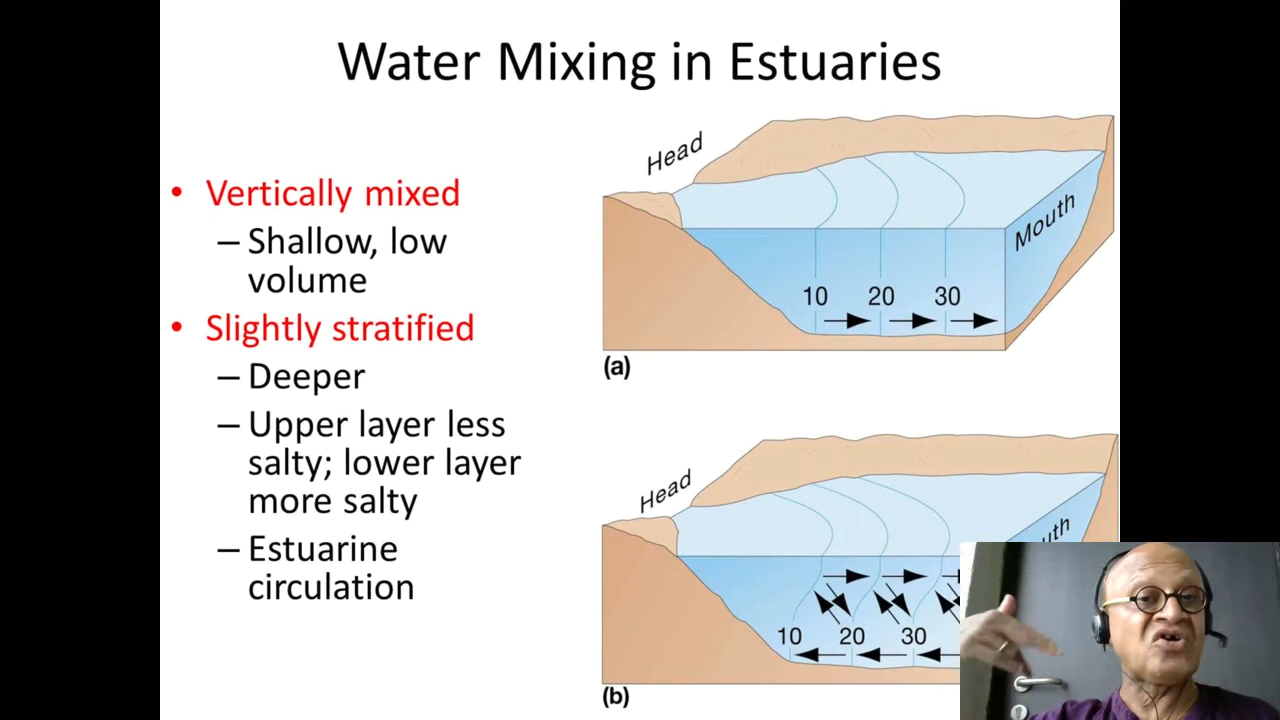 Water Mixing in Estuaries
• Vertically mixed
– Shallow, low
volume
• Slightly stratified
– Deeper
– Upper layer less
salty; lower layer
more salty
– Estuarine
circulation
Head
Mouth
10 20 30
(a)
Head
uth
10 20 30
(b)